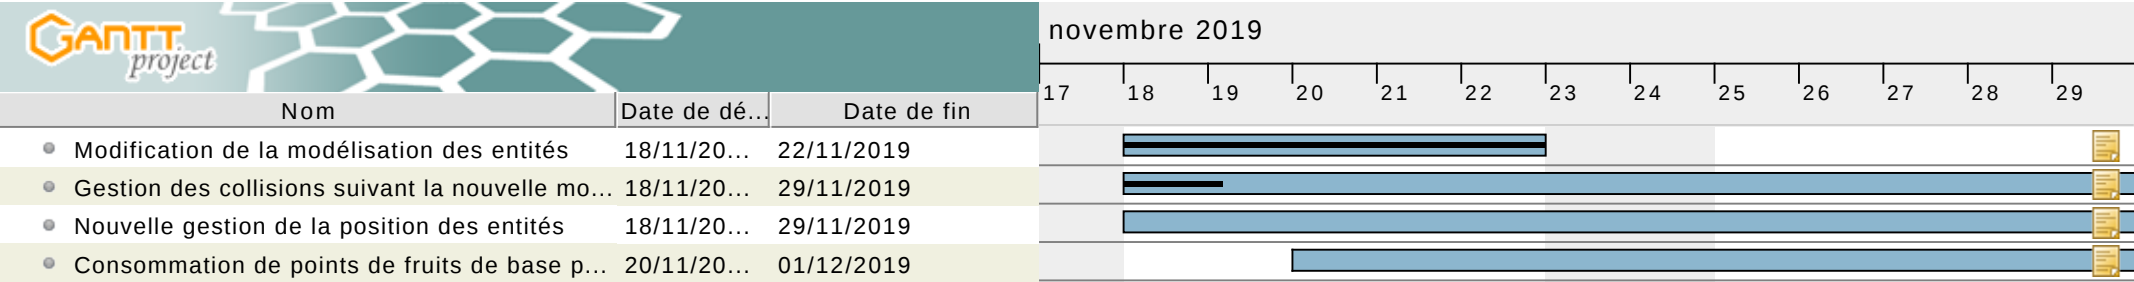 GANTT
project
novembre 2019
17 18 19 20 21 22 23 24 25 26 27 28 29
Nom Date de dé... Date de fin
Modification de la modélisation des entités 18/11/20... 22/11/2019
Gestion des collisions suivant la nouvelle mo... 18/11/20... 29/11/2019
Nouvelle gestion de la position des entités 18/11/20... 29/11/2019
Consommation de points de fruits de base p... 20/11/20... 01/12/2019